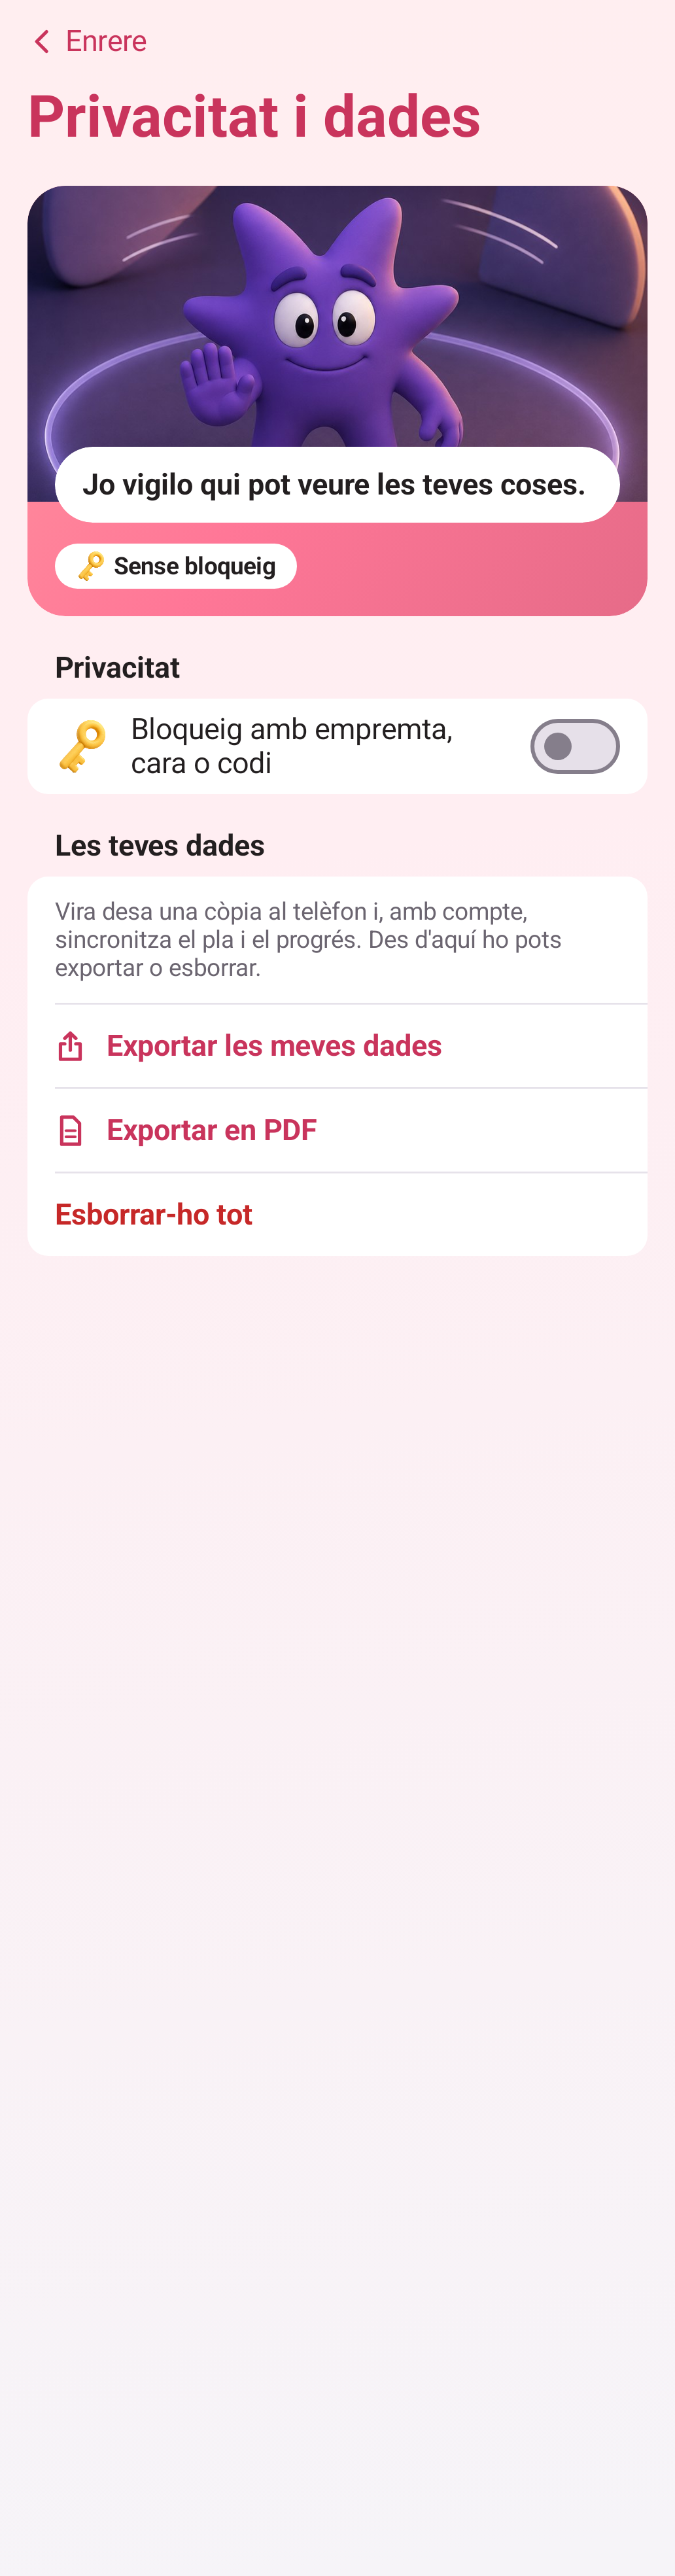 Enrere
Privacitat i dades
Jo vigilo qui pot veure les teves coses.
Sense bloqueig
Privacitat
Bloqueig amb empremta,
cara o codi
Les teves dades
Vira desa una còpia al telèfon i, amb compte,
sincronitza el pla i el progrés. Des d'aquí ho pots
exportar o esborrar.
Exportar les meves dades
Exportar en PDF
Esborrar-ho tot